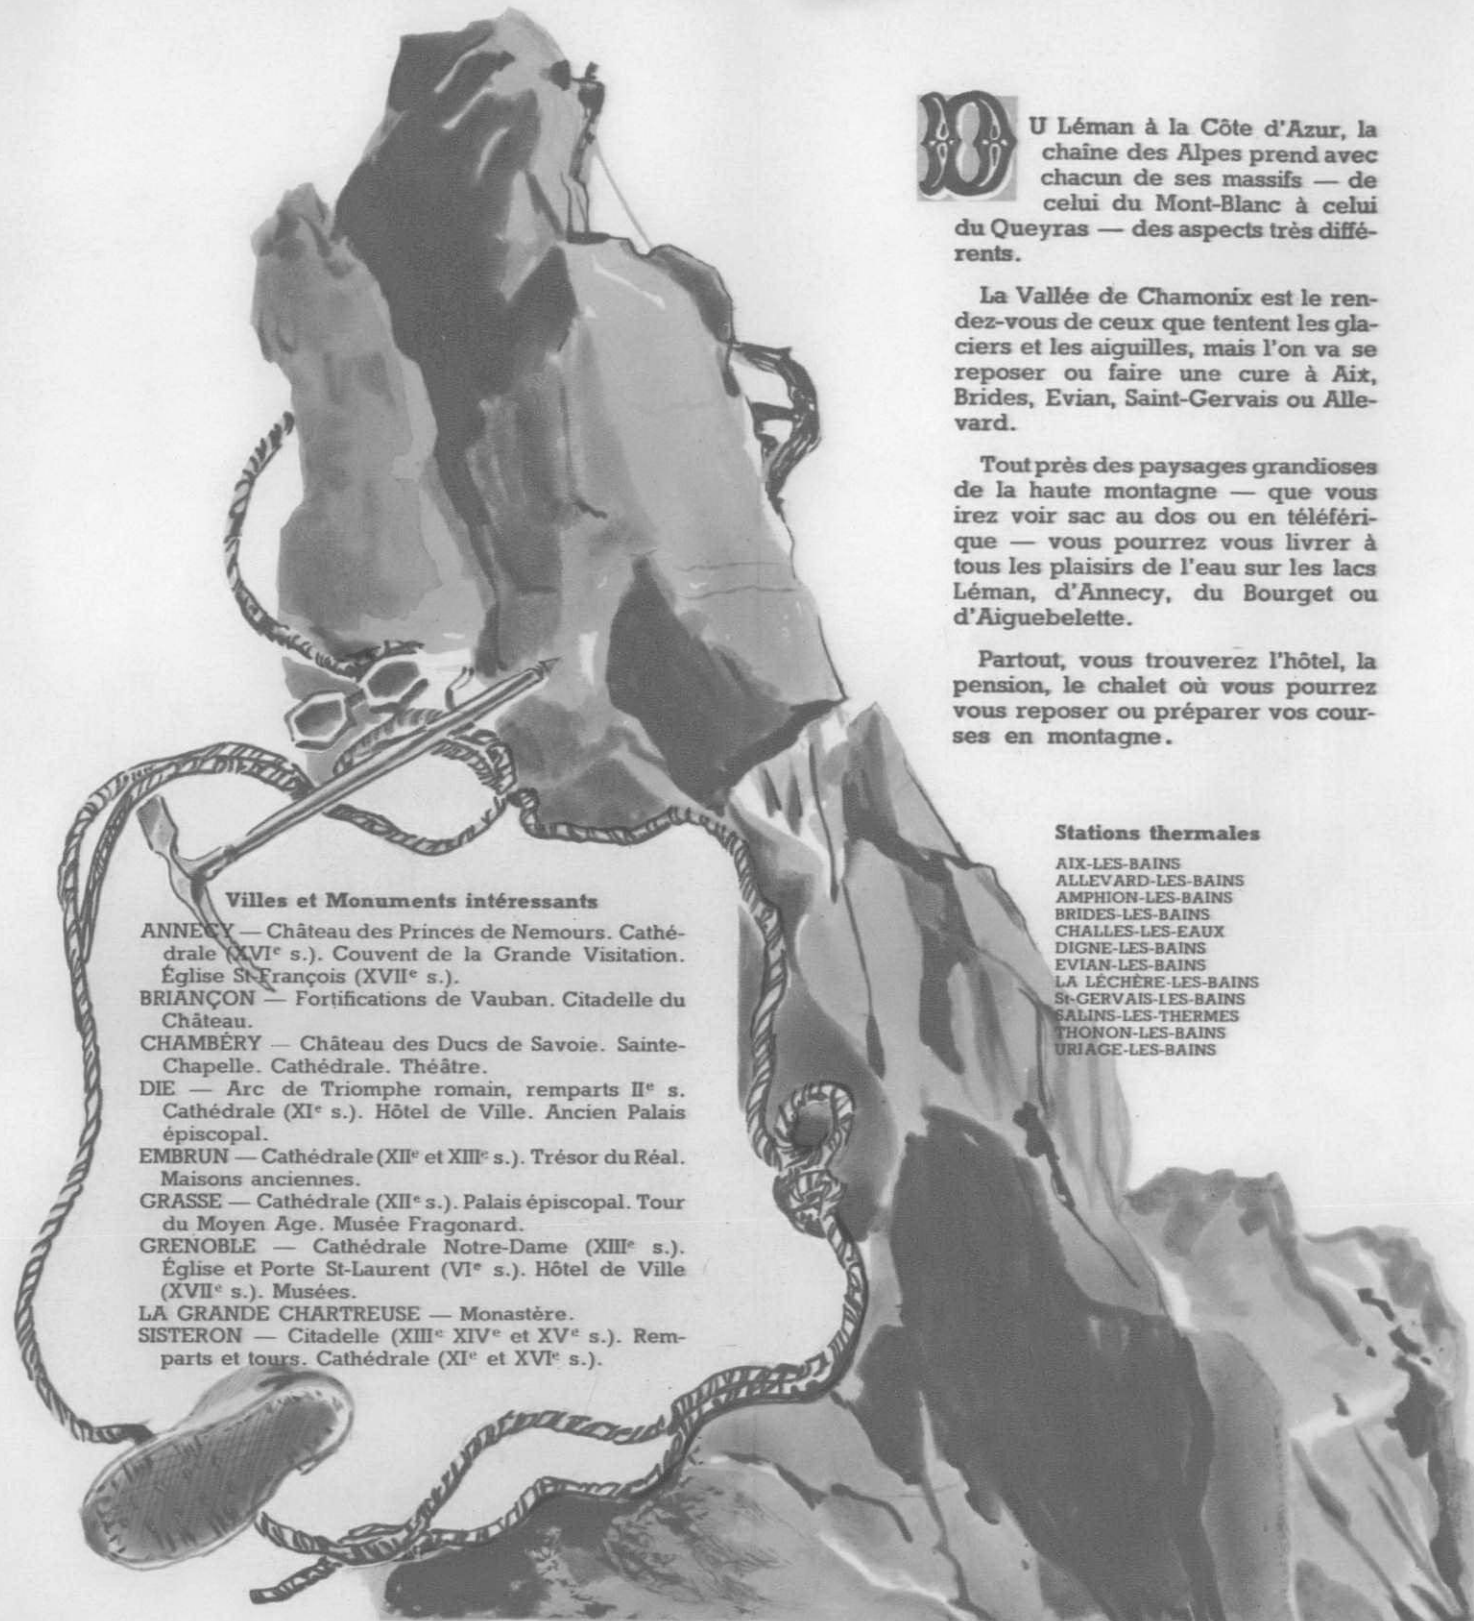 DU Léman à la Côte d'Azur, la
chaîne des Alpes prend avec
chacun de ses massifs — de
celui du Mont-Blanc à celui
du Queyras — des aspects très diffé-
rents.
La Vallée de Chamonix est le ren-
dez-vous de ceux que tentent les gla-
ciers et les aiguilles, mais l'on va se
reposer ou faire une cure à Aix,
Brides, Evian, Saint-Gervais ou Alle-
vard.
Tout près des paysages grandioses
de la haute montagne — que vous
irez voir sac au dos ou en téléféri-
que — vous pourrez vous livrer à
tous les plaisirs de l'eau sur les lacs
Léman, d'Annecy, du Bourget ou
d'Aiguebelette.
Partout, vous trouverez l'hôtel, la
pension, le chalet où vous pourrez
vous reposer ou préparer vos cour-
ses en montagne.
Stations thermales
AIX-LES-BAINS
ALLEVARD-LES-BAINS
AMPHION-LES-BAINS
BRIDES-LES-BAINS
CHALLES-LES-EAUX
DIGNE-LES-BAINS
EVIAN-LES-BAINS
LA LÉCHÈRE-LES-BAINS
St-GERVAIS-LES-BAINS
SALINS-LES-THERMES
THONON-LES-BAINS
URIAGE-LES-BAINS
Villes et Monuments intéressants
ANNECY — Château des Princes de Nemours. Cathé-
drale (XVIe s.). Couvent de la Grande Visitation.
Église St-François (XVIIe s.).
BRIANÇON — Fortifications de Vauban. Citadelle du
Château.
CHAMBÉRY — Château des Ducs de Savoie. Sainte-
Chapelle. Cathédrale. Théâtre.
DIE — Arc de Triomphe romain, remparts IIe s.
Cathédrale (XIe s.). Hôtel de Ville. Ancien Palais
épiscopal.
EMBRUN — Cathédrale (XIIe et XIIIe s.). Trésor du Réal.
Maisons anciennes.
GRASSE — Cathédrale (XIIe s.). Palais épiscopal. Tour
du Moyen Age. Musée Fragonard.
GRENOBLE — Cathédrale Notre-Dame (XIIIe s.).
Église et Porte St-Laurent (VIe s.). Hôtel de Ville
(XVIIe s.). Musées.
LA GRANDE CHARTREUSE — Monastère.
SISTERON — Citadelle (XIIIe XIVe et XVe s.). Rem-
parts et tours. Cathédrale (XIe et XVIe s.).